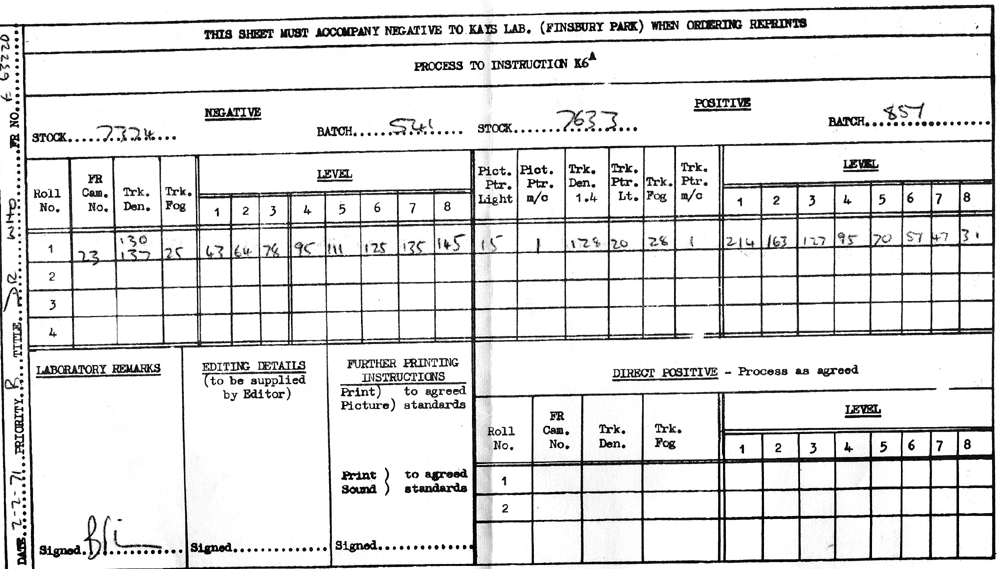 THIS SHEET MUST ACCOMPANY NEGATIVE TO KAYS LAB. (FINSBURY PARK) WHEN ORDERING REPRINTS
PROCESS TO INSTRUCTION K6A
NEGATIVE
POSITIVE
STOCK.....7374... BATCH.....541..... STOCK.......7633..... BATCH...857...............
Roll No. FR Cam. No. Trk. Den. Trk. Fog LEVEL 1 2 3 4 5 6 7 8 Pict. Ptr. Light Pict. Ptr. m/c Trk. Den. 1.4 Trk. Ptr. Lt. Trk. Fog Trk. Ptr. m/c LEVEL 1 2 3 4 5 6 7 8
1 23 130 137 25 63 64 78 95 111 125 135 145 15 1 128 20 28 1 214 163 127 95 70 57 47 31
2
3
4
LABORATORY REMARKS
Signed.
EDITING DETAILS
(to be supplied
by Editor)
Signed.................
FURTHER PRINTING
INSTRUCTIONS
Print) to agreed
Picture) standards
Print ) to agreed
Sound ) standards
Signed.............
DIRECT POSITIVE - Process as agreed
Roll No. FR Cam. No. Trk. Den. Trk. Fog LEVEL 1 2 3 4 5 6 7 8
1
2
DATE. 2-2-71..PRIORITY. B...TITLE....DR WHO......FR NO... 63220